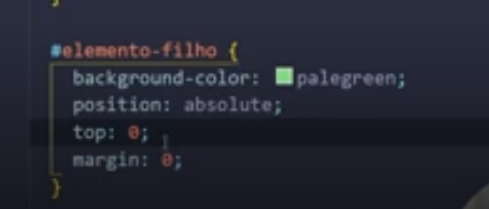 }
#elemento-filho {
background-color: palegreen;
position: absolute;
top: 0;
margin: 0;
}